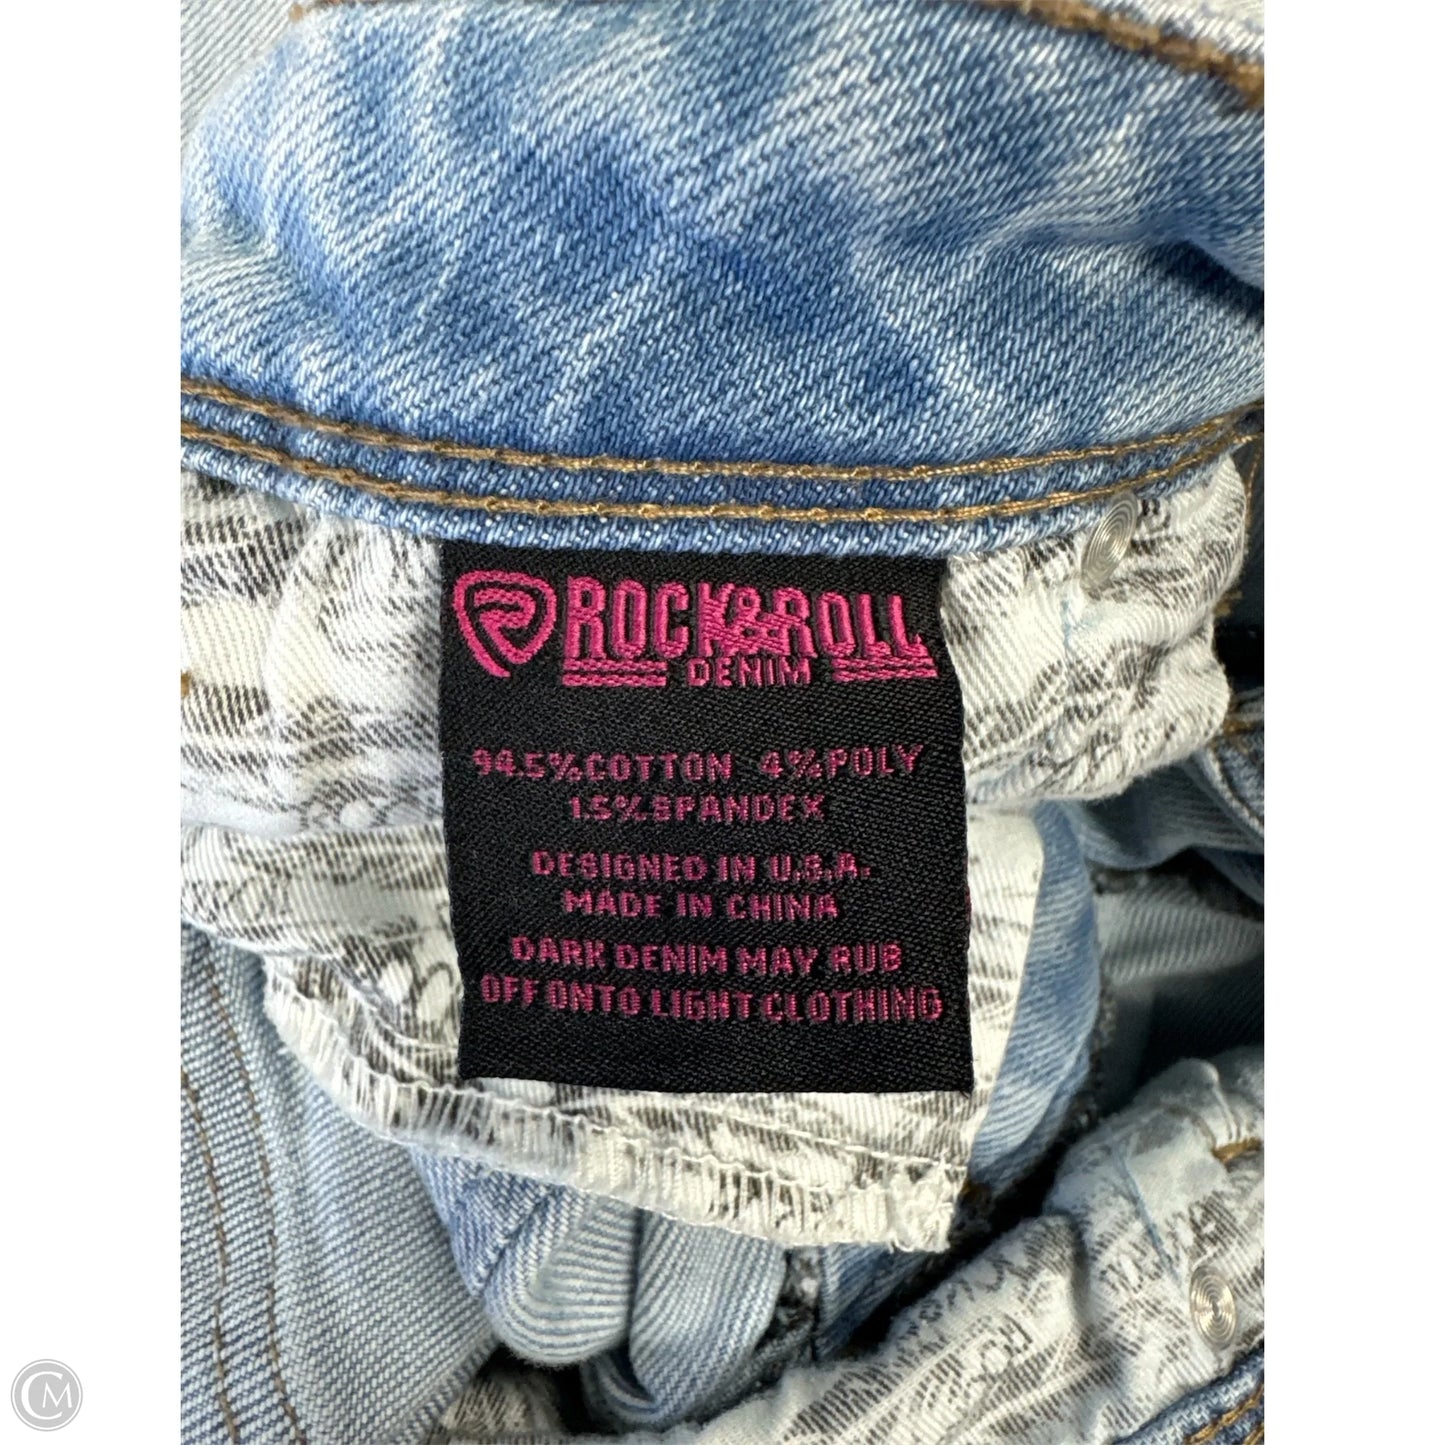 ROCK&ROLL
DENIM
94.5%COTTON 4%POLY
1.5%SPANDEX
DESIGNED IN U.S.A.
MADE IN CHINA
DARK DENIM MAY RUB
OFF ONTO LIGHT CLOTHING
CM